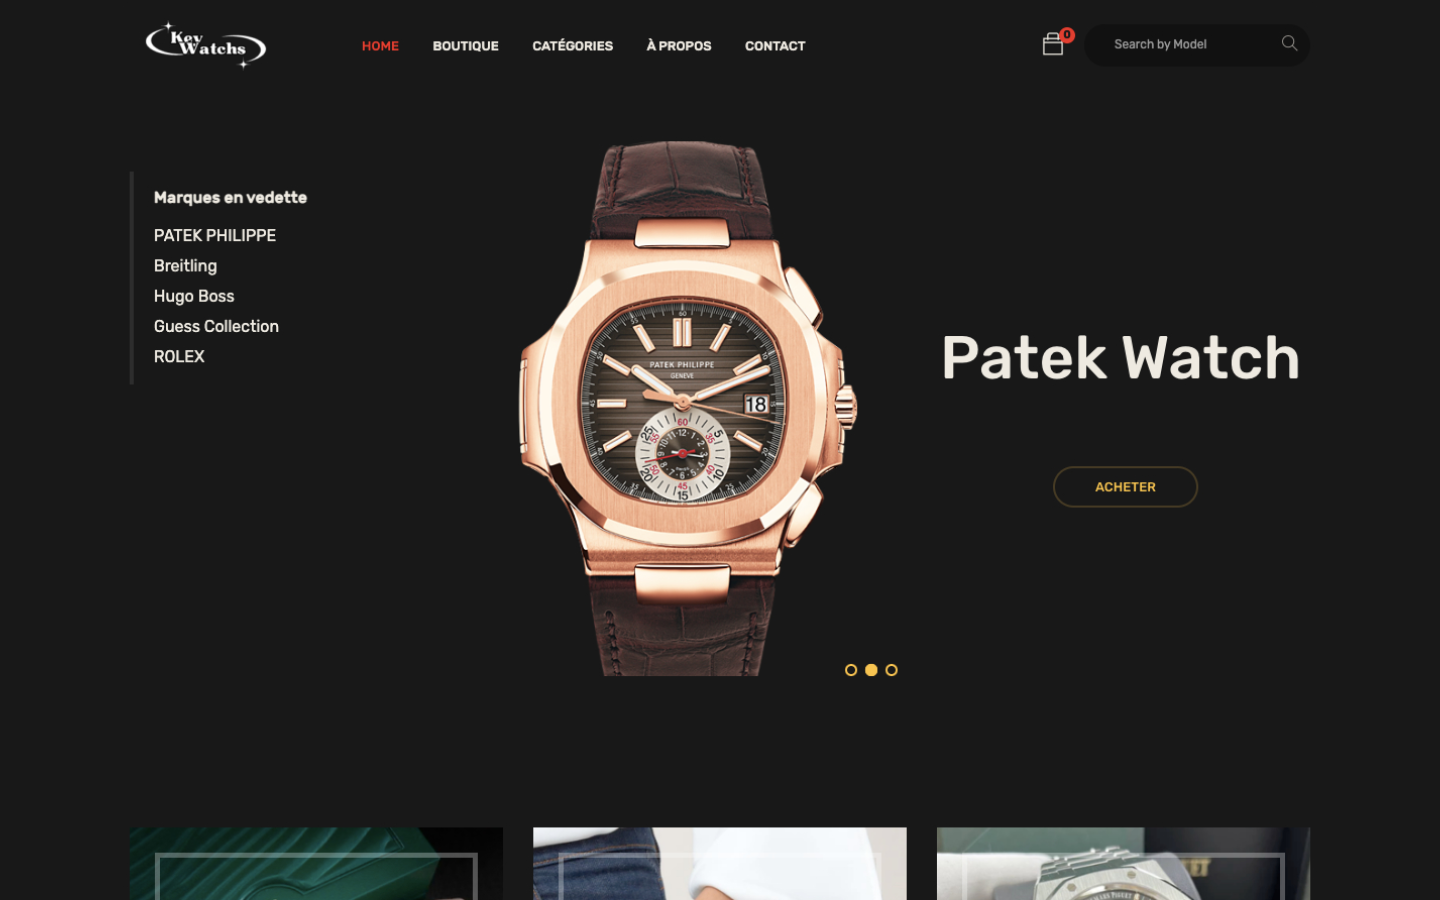 Key
Watchs
HOME
BOUTIQUE
CATÉGORIES
À PROPOS
CONTACT
0
Search by Model
Marques en vedette
PATEK PHILIPPE
Breitling
Hugo Boss
Guess Collection
ROLEX
PATEK PHILIPPE
GENEVE
18
Patek Watch
ACHETER